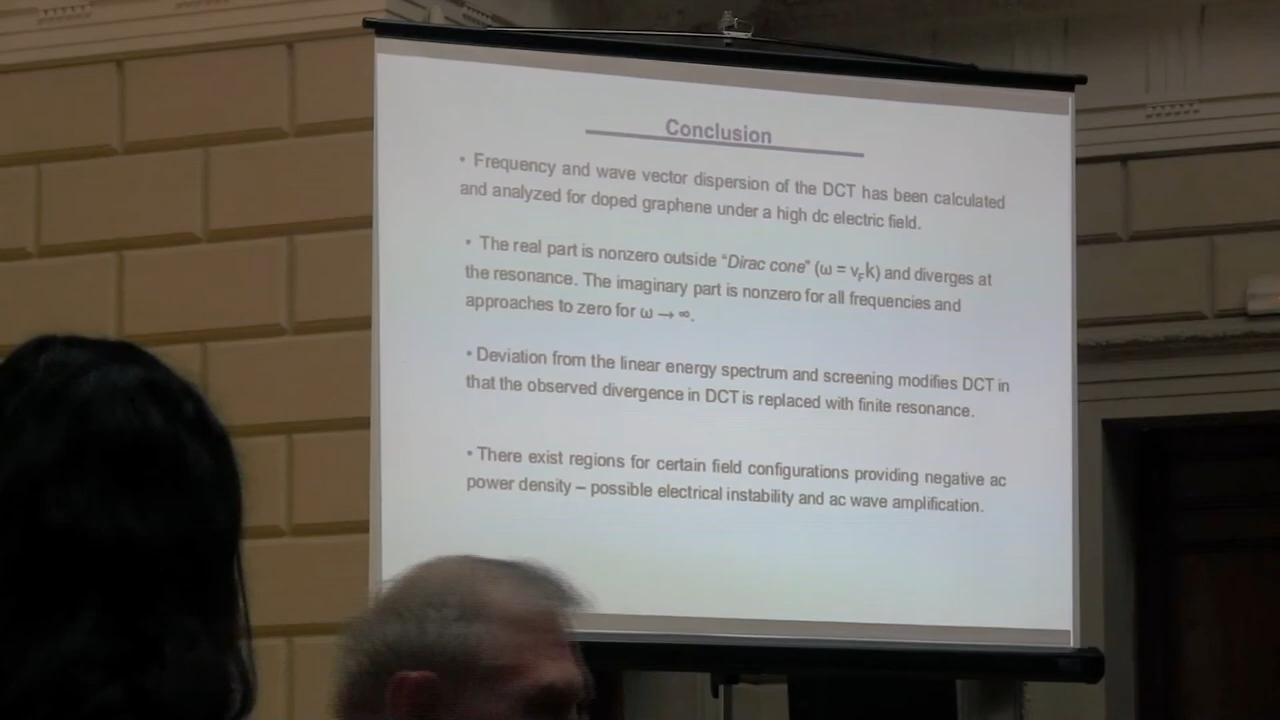 Conclusion
• Frequency and wave vector dispersion of the DCT has been calculated
and analyzed for doped graphene under a high dc electric field.
• The real part is nonzero outside “Dirac cone” (ω = vFk) and diverges at
the resonance. The imaginary part is nonzero for all frequencies and
approaches to zero for ω → ∞.
• Deviation from the linear energy spectrum and screening modifies DCT in
that the observed divergence in DCT is replaced with finite resonance.
• There exist regions for certain field configurations providing negative ac
power density – possible electrical instability and ac wave amplification.